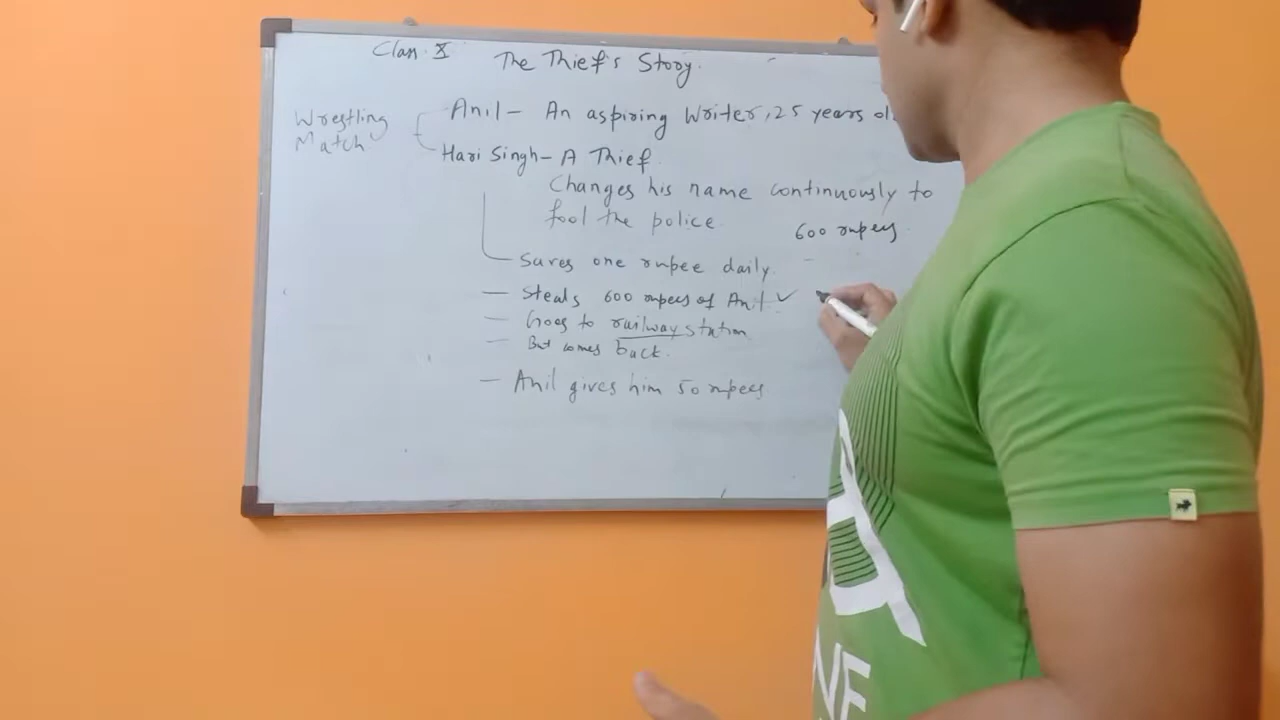 Class X
The Thief's Story.
Wrestling
Match
Anil - An aspiring Writer, 25 years
Hari Singh - A Thief.
Changes his name continuously to
fool the police
600 rupees.
Saves one rupee daily.
- Steals 600 rupees of Anil. ✓
- Goes to railway station
- But comes back.
- Anil gives him 50 rupees